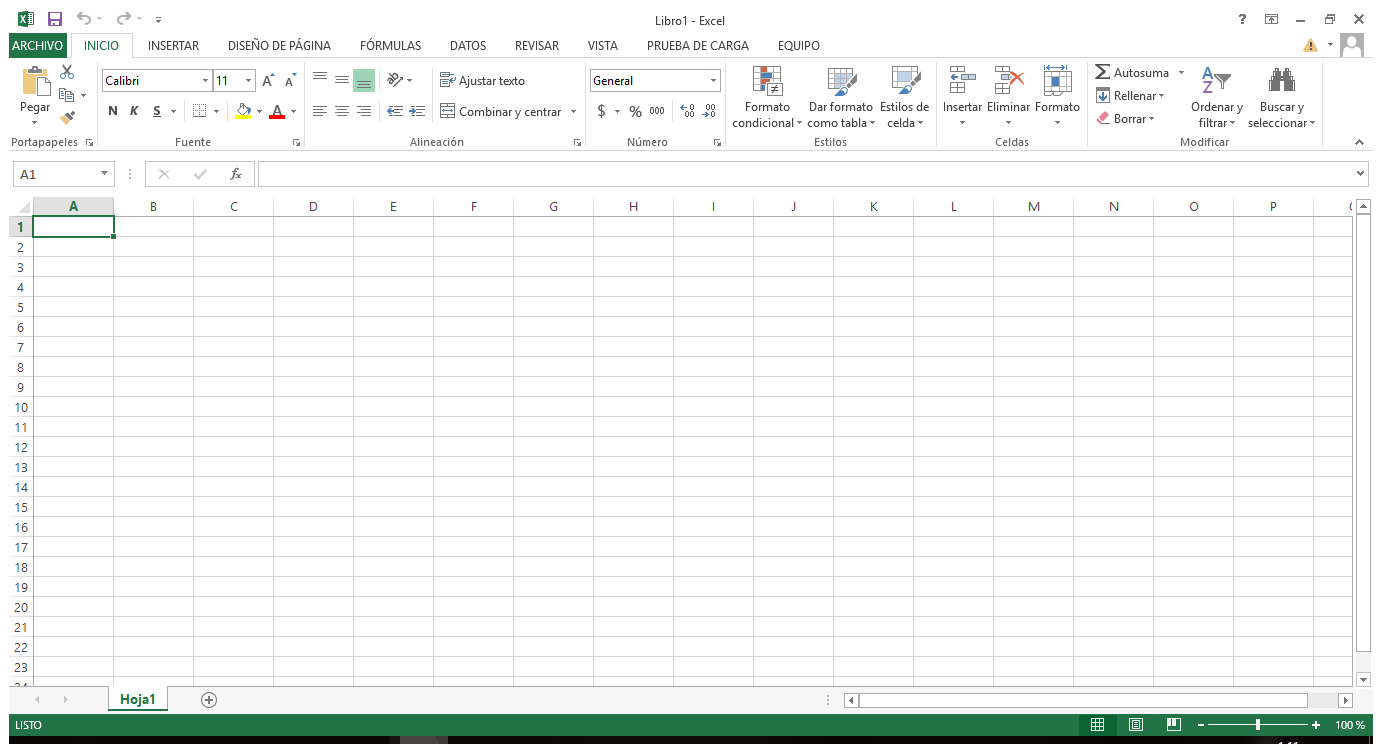 Libro1 - Excel
?
ARCHIVO INICIO INSERTAR DISEÑO DE PÁGINA FÓRMULAS DATOS REVISAR VISTA PRUEBA DE CARGA EQUIPO
Calibri 11 Ajustar texto General Autosuma
Rellenar
Pegar Formato Dar formato Estilos de Insertar Eliminar Formato Ordenar y Buscar y
N K S A Combinar y centrar $ % 000
condicional como tabla celda Borrar filtrar seleccionar
Portapapeles Fuente Alineación Número Estilos Celdas Modificar
A1 fx
A B C D E F G H I J K L M N O P
1
2
3
4
5
6
7
8
9
10
11
12
13
14
15
16
17
18
19
20
21
22
23
Hoja1
LISTO 100 %